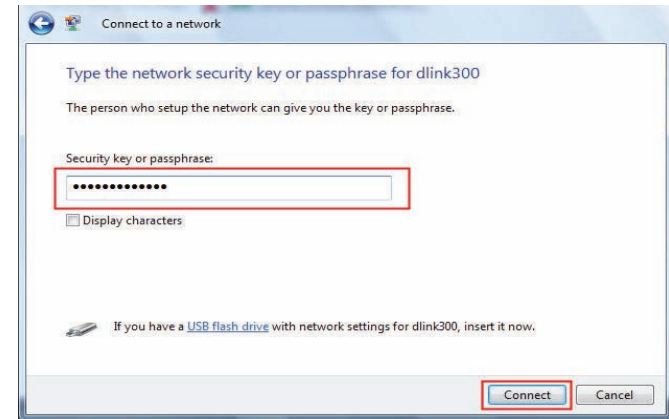 Connect to a network
Type the network security key or passphrase for dlink300
The person who setup the network can give you the key or passphrase.
Security key or passphrase:
•••••••••••••
Display characters
If you have a USB flash drive with network settings for dlink300, insert it now.
Connect Cancel